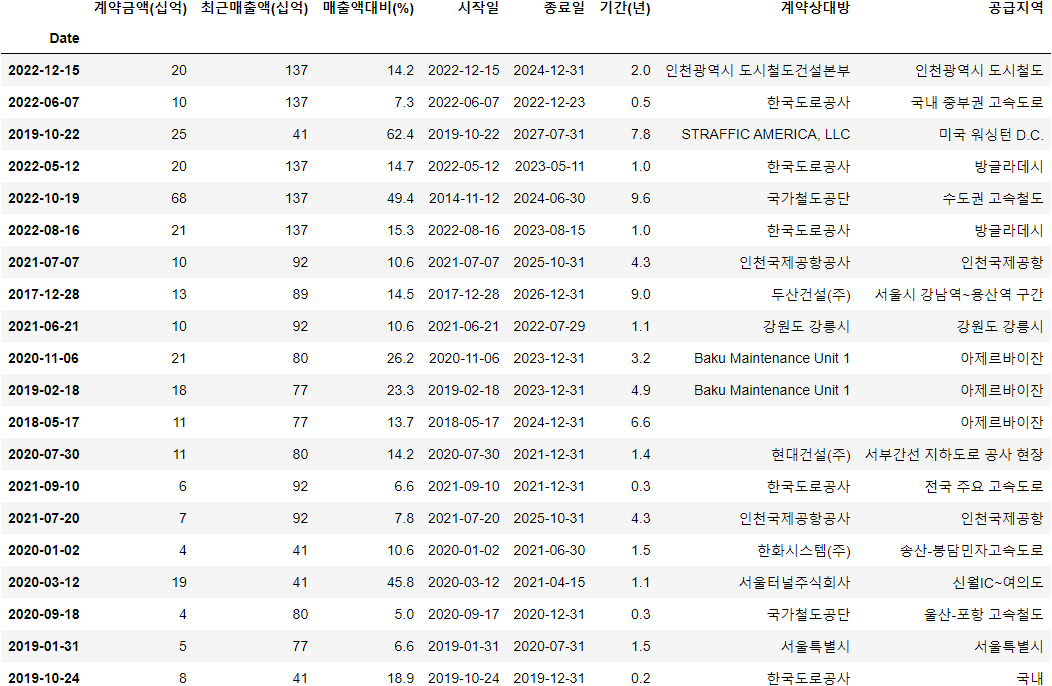 계약금액(십억) 최근매출액(십억) 매출액대비(%) 시작일 종료일 기간(년) 계약상대방 공급지역
Date
2022-12-15 20 137 14.2 2022-12-15 2024-12-31 2.0 인천광역시 도시철도건설본부 인천광역시 도시철도
2022-06-07 10 137 7.3 2022-06-07 2022-12-23 0.5 한국도로공사 국내 중부권 고속도로
2019-10-22 25 41 62.4 2019-10-22 2027-07-31 7.8 STRAFFIC AMERICA, LLC 미국 워싱턴 D.C.
2022-05-12 20 137 14.7 2022-05-12 2023-05-11 1.0 한국도로공사 방글라데시
2022-10-19 68 137 49.4 2014-11-12 2024-06-30 9.6 국가철도공단 수도권 고속철도
2022-08-16 21 137 15.3 2022-08-16 2023-08-15 1.0 한국도로공사 방글라데시
2021-07-07 10 92 10.6 2021-07-07 2025-10-31 4.3 인천국제공항공사 인천국제공항
2017-12-28 13 89 14.5 2017-12-28 2026-12-31 9.0 두산건설(주) 서울시 강남역~용산역 구간
2021-06-21 10 92 10.6 2021-06-21 2022-07-29 1.1 강원도 강릉시 강원도 강릉시
2020-11-06 21 80 26.2 2020-11-06 2023-12-31 3.2 Baku Maintenance Unit 1 아제르바이잔
2019-02-18 18 77 23.3 2019-02-18 2023-12-31 4.9 Baku Maintenance Unit 1 아제르바이잔
2018-05-17 11 77 13.7 2018-05-17 2024-12-31 6.6 아제르바이잔
2020-07-30 11 80 14.2 2020-07-30 2021-12-31 1.4 현대건설(주) 서부간선 지하도로 공사 현장
2021-09-10 6 92 6.6 2021-09-10 2021-12-31 0.3 한국도로공사 전국 주요 고속도로
2021-07-20 7 92 7.8 2021-07-20 2025-10-31 4.3 인천국제공항공사 인천국제공항
2020-01-02 4 41 10.6 2020-01-02 2021-06-30 1.5 한화시스템(주) 송산-봉담민자고속도로
2020-03-12 19 41 45.8 2020-03-12 2021-04-15 1.1 서울터널주식회사 신월IC~여의도
2020-09-18 4 80 5.0 2020-09-17 2020-12-31 0.3 국가철도공단 울산-포항 고속철도
2019-01-31 5 77 6.6 2019-01-31 2020-07-31 1.5 서울특별시 서울특별시
2019-10-24 8 41 18.9 2019-10-24 2019-12-31 0.2 한국도로공사 국내